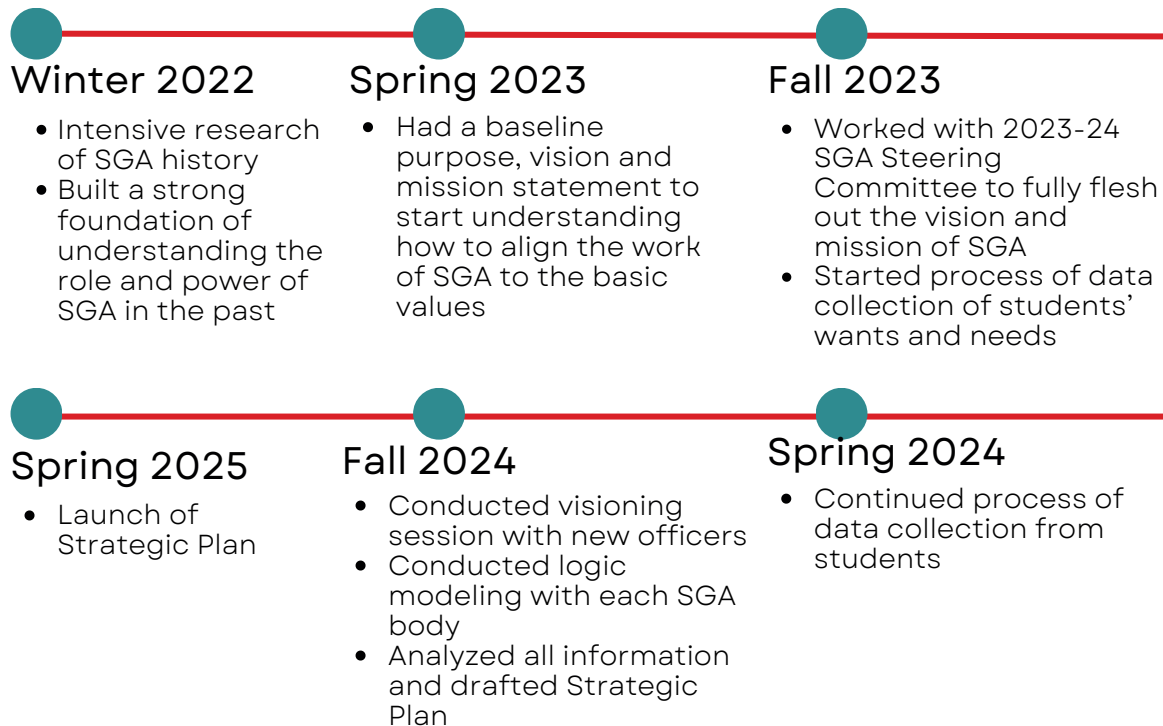 Winter 2022
• Intensive research
of SGA history
• Built a strong
foundation of
understanding the
role and power of
SGA in the past
Spring 2023
• Had a baseline
purpose, vision and
mission statement to
start understanding
how to align the work
of SGA to the basic
values
Fall 2023
• Worked with 2023-24
SGA Steering
Committee to fully flesh
out the vision and
mission of SGA
• Started process of data
collection of students’
wants and needs
Spring 2025
• Launch of
Strategic Plan
Fall 2024
• Conducted visioning
session with new officers
• Conducted logic
modeling with each SGA
body
• Analyzed all information
and drafted Strategic
Plan
Spring 2024
• Continued process of
data collection from
students